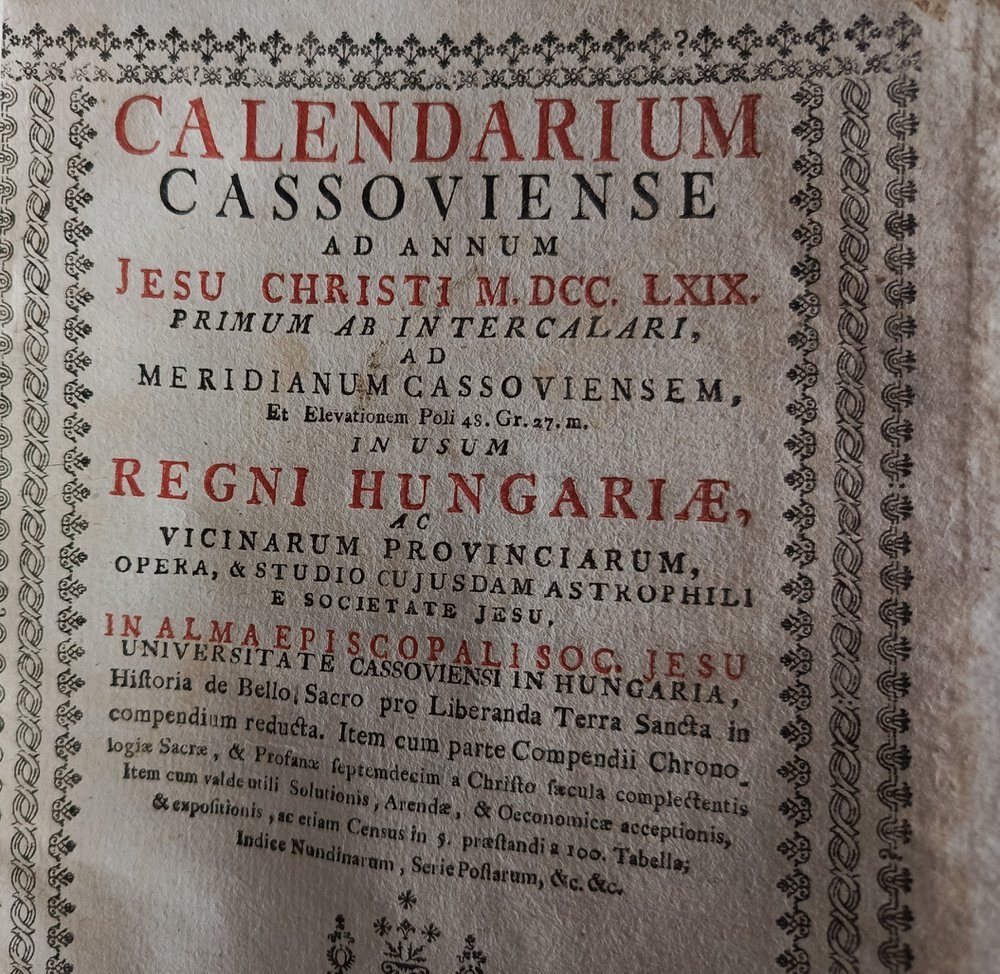 CALENDARIUM
CASSOVIENSE
AD ANNUM
JESU CHRISTI M.DCC. LXIX.
PRIMUM AB INTERCALARI,
AD
MERIDIANUM CASSOVIENSEM,
Et Elevationem Poli 48. Gr. 27. m.
IN USUM
REGNI HUNGARIÆ,
AC
VICINARUM PROVINCIARUM,
OPERA, & STUDIO CUJUSDAM ASTROPHILI
E SOCIETATE JESU,
IN ALMA EPISCOPALI SOC. JESU
UNIVERSITATE CASSOVIENSI IN HUNGARIA,
Hiſtoria de Bello Sacro pro Liberanda Terra Sancta in
compendium reducta. Item cum parte Compendii Chrono-
logiæ Sacræ, & Profanæ ſeptemdecim a Chriſto ſæcula complectentis
Item cum valde utili Solutionis, Arendæ, & Oeconomicæ acceptionis,
& expoſitionis, ac etiam Census in 5. præſtandi a 100. Tabella;
Indice Nundinarum, Serie Poſtarum, &c. &c.